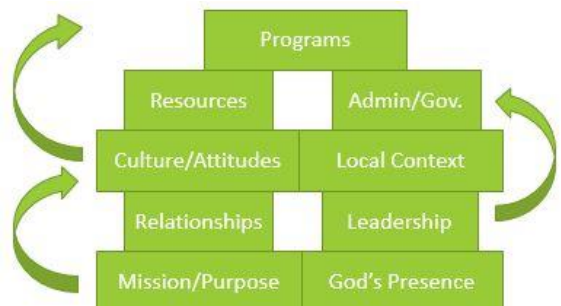 Programs
Resources Admin/Gov.
Culture/Attitudes Local Context
Relationships Leadership
Mission/Purpose God's Presence